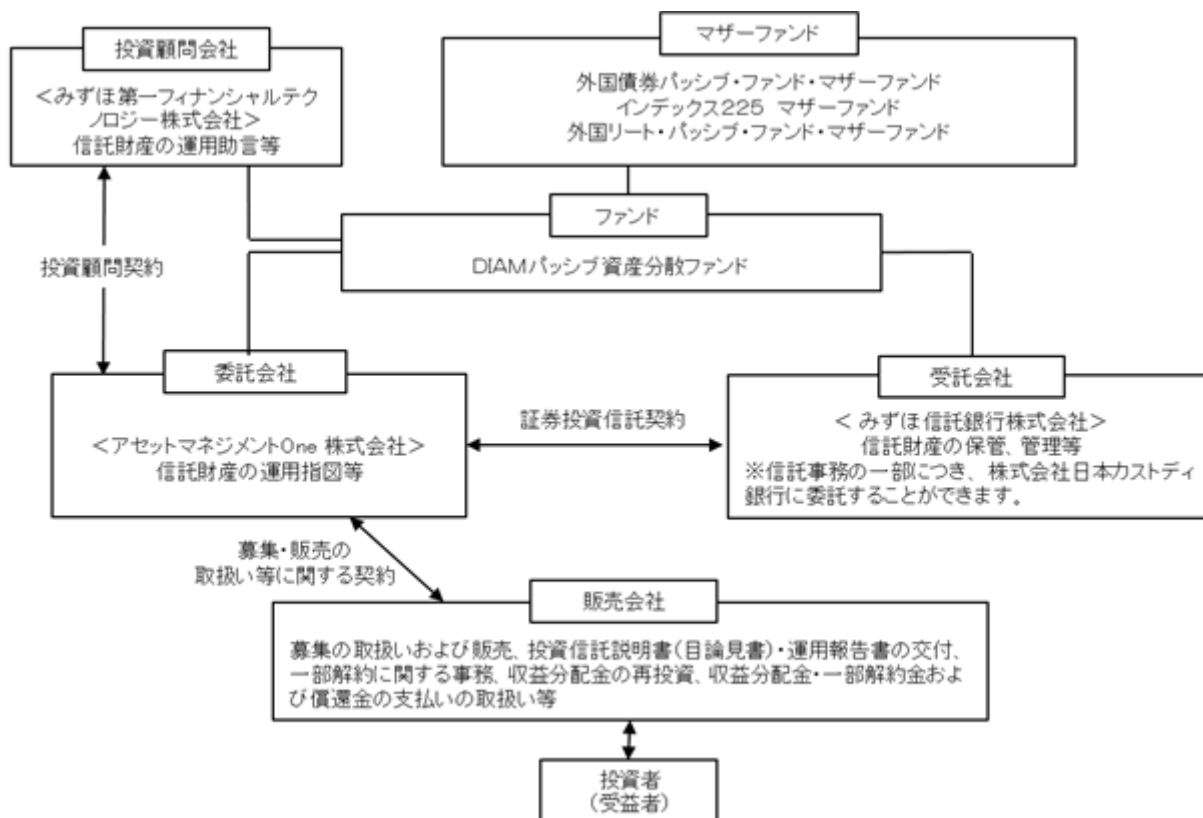 投資顧問会社
<みずほ第一フィナンシャルテク
ノロジー株式会社>
信託財産の運用助言等
マザーファンド
外国債券パッシブ・ファンド・マザーファンド
インデックス225 マザーファンド
外国リート・パッシブ・ファンド・マザーファンド
ファンド
DIAMパッシブ資産分散ファンド
投資顧問契約
委託会社
<アセットマネジメントOne 株式会社>
信託財産の運用指図等
証券投資信託契約
受託会社
< みずほ信託銀行株式会社>
信託財産の保管、管理等
※信託事務の一部につき、株式会社日本カストディ
銀行に委託することができます。
募集・販売の
取扱い等に関する契約
販売会社
募集の取扱いおよび販売、投資信託説明書(目論見書)・運用報告書の交付、
一部解約に関する事務、収益分配金の再投資、収益分配金・一部解約金およ
び償還金の支払いの取扱い等
投資者
(受益者)